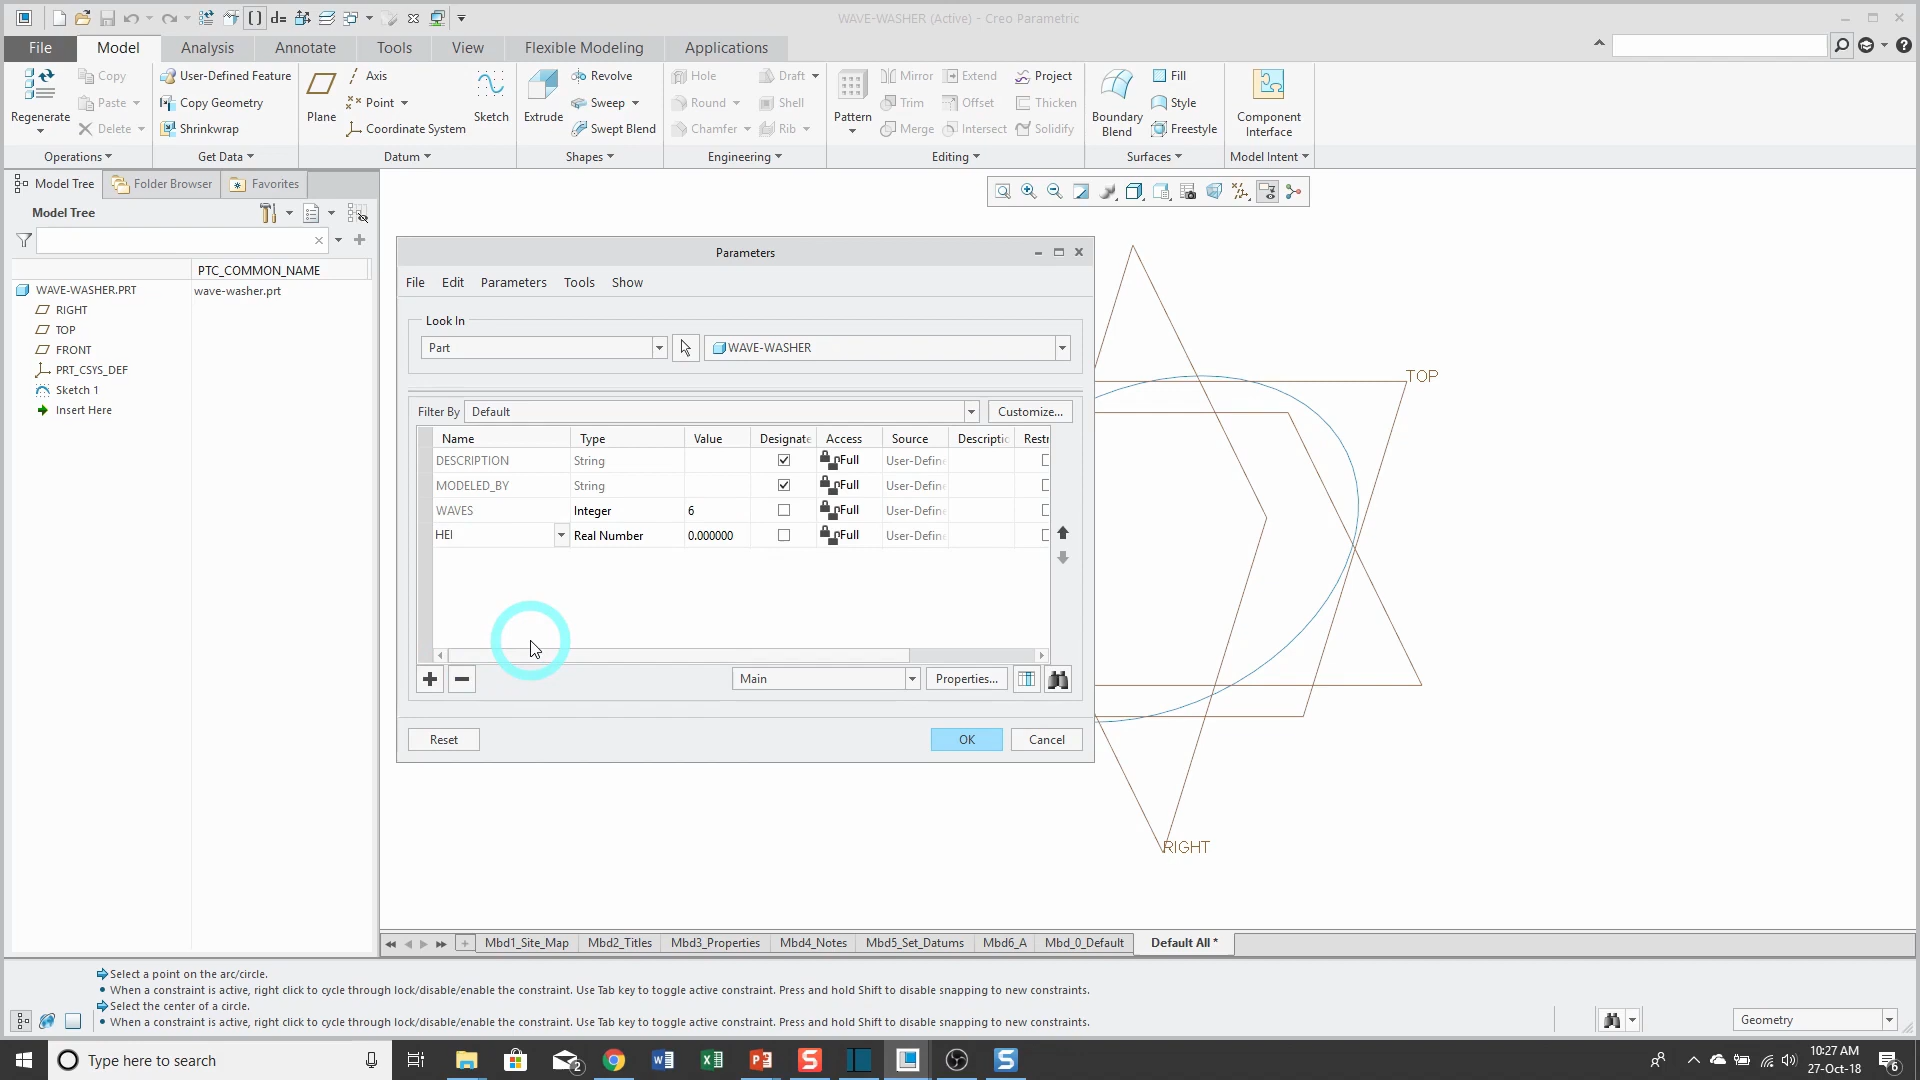 WAVE-WASHER (Active) - Creo Parametric
File Model Analysis Annotate Tools View Flexible Modeling Applications
Regenerate
Copy
Paste
Delete
User-Defined Feature
Copy Geometry
Shrinkwrap
Plane
Axis
Point
Coordinate System
Sketch
Extrude
Revolve
Sweep
Swept Blend
Hole
Round
Chamfer
Draft
Shell
Rib
Pattern
Mirror
Trim
Merge
Extend
Offset
Intersect
Project
Thicken
Solidify
Boundary
Blend
Fill
Style
Freestyle
Component
Interface
Operations Get Data Datum Shapes Engineering Editing Surfaces Model Intent
Model Tree Folder Browser Favorites
Model Tree
PTC_COMMON_NAME
WAVE-WASHER.PRT wave-washer.prt
RIGHT
TOP
FRONT
PRT_CSYS_DEF
Sketch 1
Insert Here
Parameters
File Edit Parameters Tools Show
Look In
Part WAVE-WASHER
Filter By Default Customize...
Name Type Value Designate Access Source Descriptic Restr
DESCRIPTION String Full User-Define
MODELED_BY String Full User-Define
WAVES Integer 6 Full User-Define
HEI Real Number 0.000000 Full User-Define
Main Properties...
Reset OK Cancel
TOP
RIGHT
Mbd1_Site_Map Mbd2_Titles Mbd3_Properties Mbd4_Notes Mbd5_Set_Datums Mbd6_A Mbd_0_Default Default All *
Select a point on the arc/circle.
• When a constraint is active, right click to cycle through lock/disable/enable the constraint. Use Tab key to toggle active constraint. Press and hold Shift to disable snapping to new constraints.
Select the center of a circle.
• When a constraint is active, right click to cycle through lock/disable/enable the constraint. Use Tab key to toggle active constraint. Press and hold Shift to disable snapping to new constraints.
Geometry
Type here to search
2
10:27 AM
27-Oct-18
6